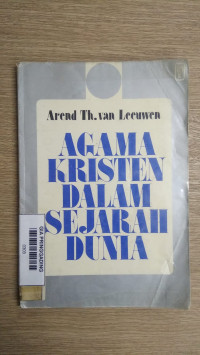 Arend Th. van Leeuwen
AGAMA
KRISTEN
DALAM
SEJARAH
DUNIA